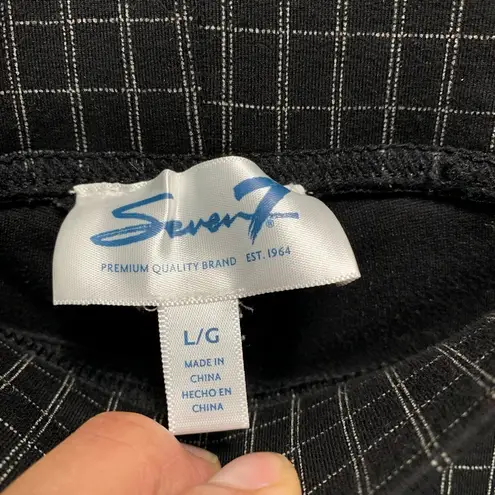 Seven7®
PREMIUM QUALITY BRAND EST. 1964
L/G
MADE IN
CHINA
HECHO EN
CHINA